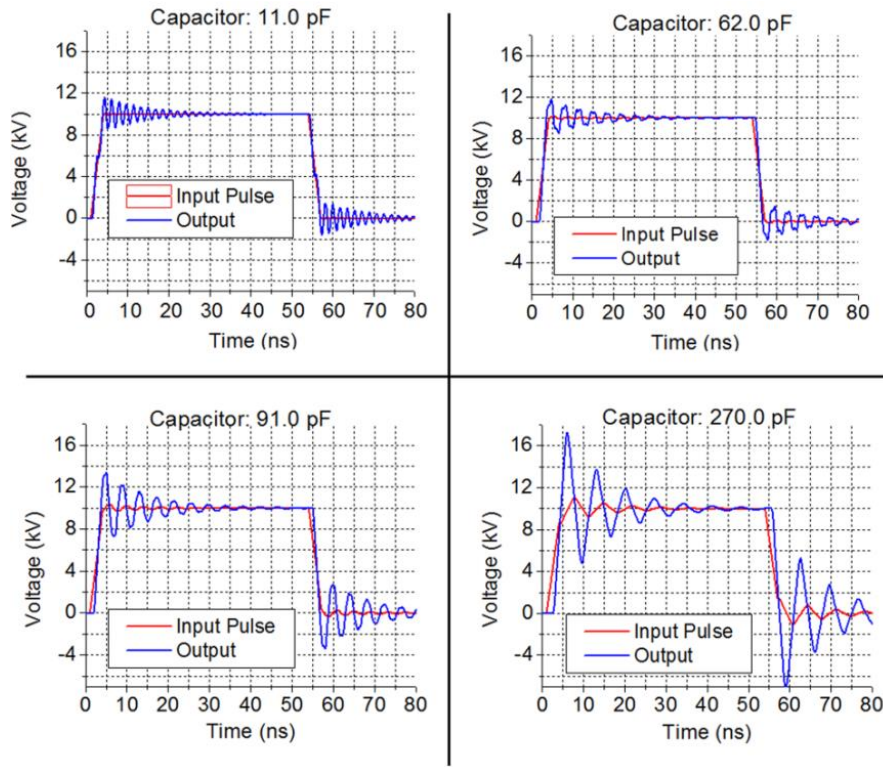 Capacitor: 11.0 pF
16
12
8
4
0
−4
Voltage (kV)
Input Pulse
Output
0 10 20 30 40 50 60 70 80
Time (ns)
Capacitor: 62.0 pF
16
12
8
4
0
−4
Voltage (kV)
Input Pulse
Output
0 10 20 30 40 50 60 70 80
Time (ns)
Capacitor: 91.0 pF
16
12
8
4
0
−4
Voltage (kV)
Input Pulse
Output
0 10 20 30 40 50 60 70 80
Time (ns)
Capacitor: 270.0 pF
16
12
8
4
0
−4
Voltage (kV)
Input Pulse
Output
0 10 20 30 40 50 60 70 80
Time (ns)